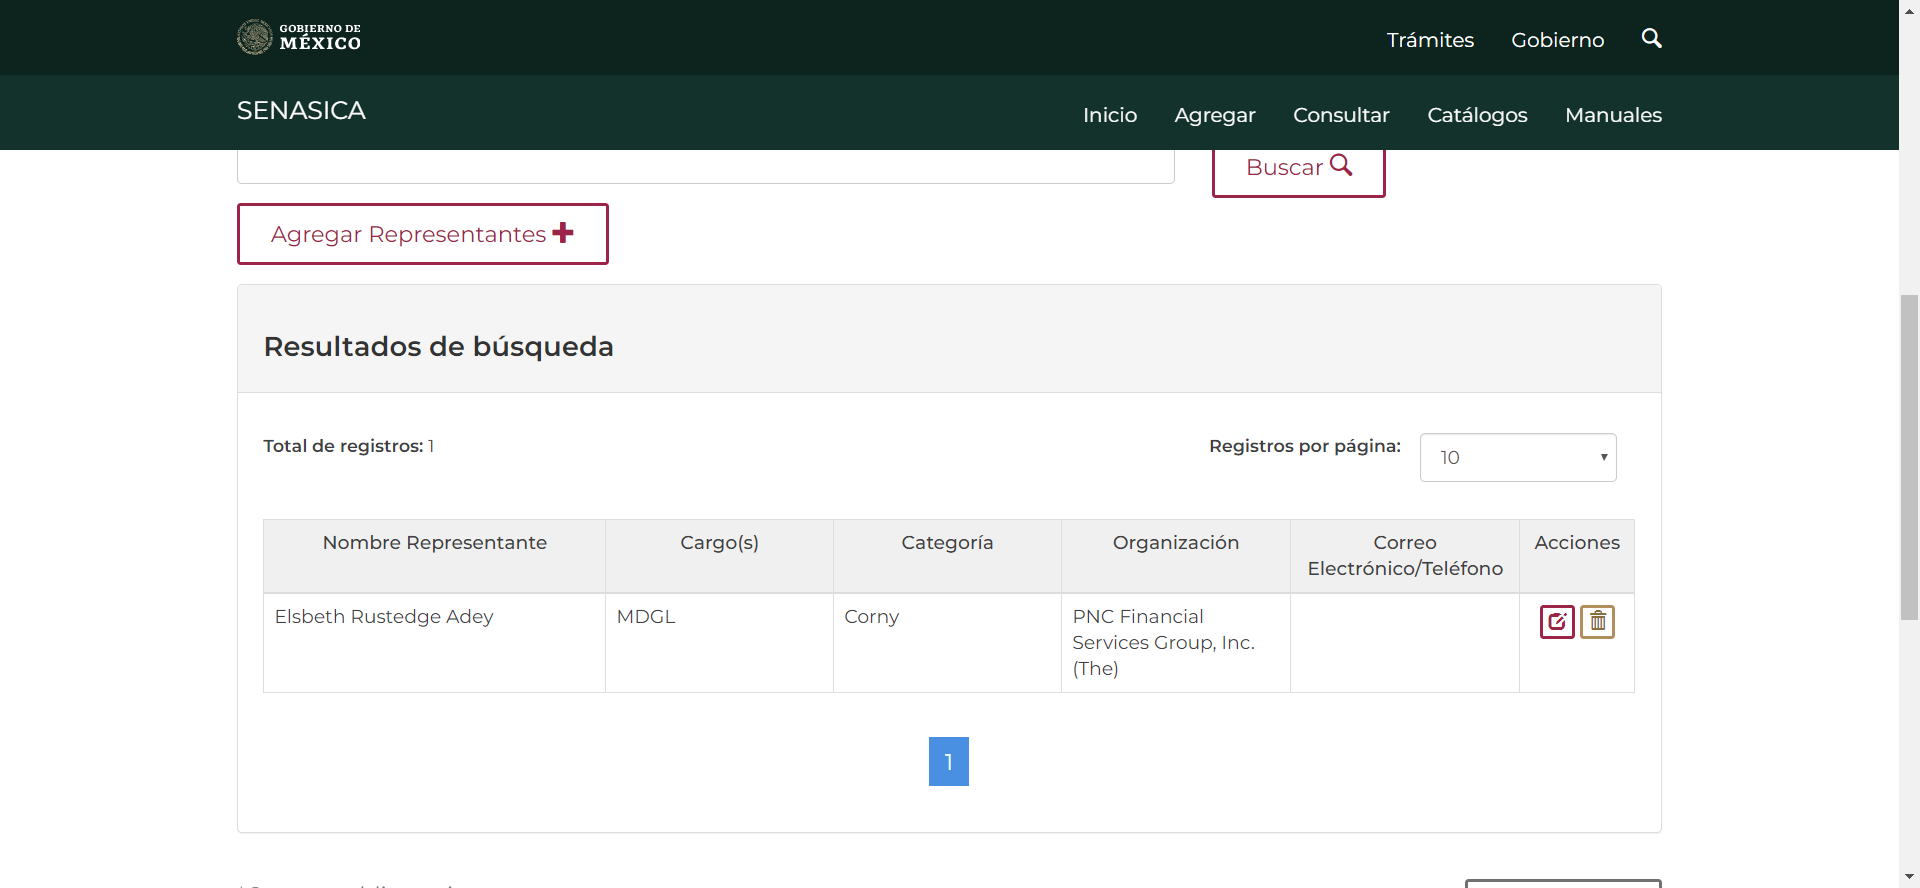 GOBIERNO DE
MÉXICO
Trámites
Gobierno
SENASICA
Inicio
Agregar
Consultar
Catálogos
Manuales
Buscar
Agregar Representantes
Resultados de búsqueda
Total de registros: 1
Registros por página:
10
Nombre Representante
Cargo(s)
Categoría
Organización
Correo
Electrónico/Teléfono
Acciones
Elsbeth Rustedge Adey
MDGL
Corny
PNC Financial
Services Group, Inc.
(The)
1